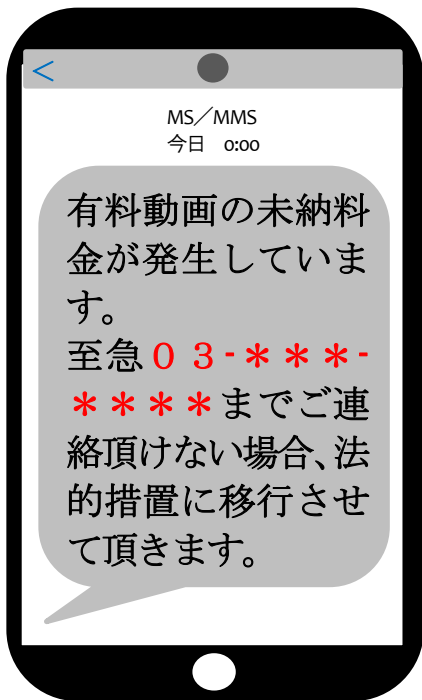 <
MS／MMS
今日 0:00
有料動画の未納料
金が発生していま
す。
至急０３-＊＊＊-
＊＊＊＊までご連
絡頂けない場合、法
的措置に移行させ
て頂きます。